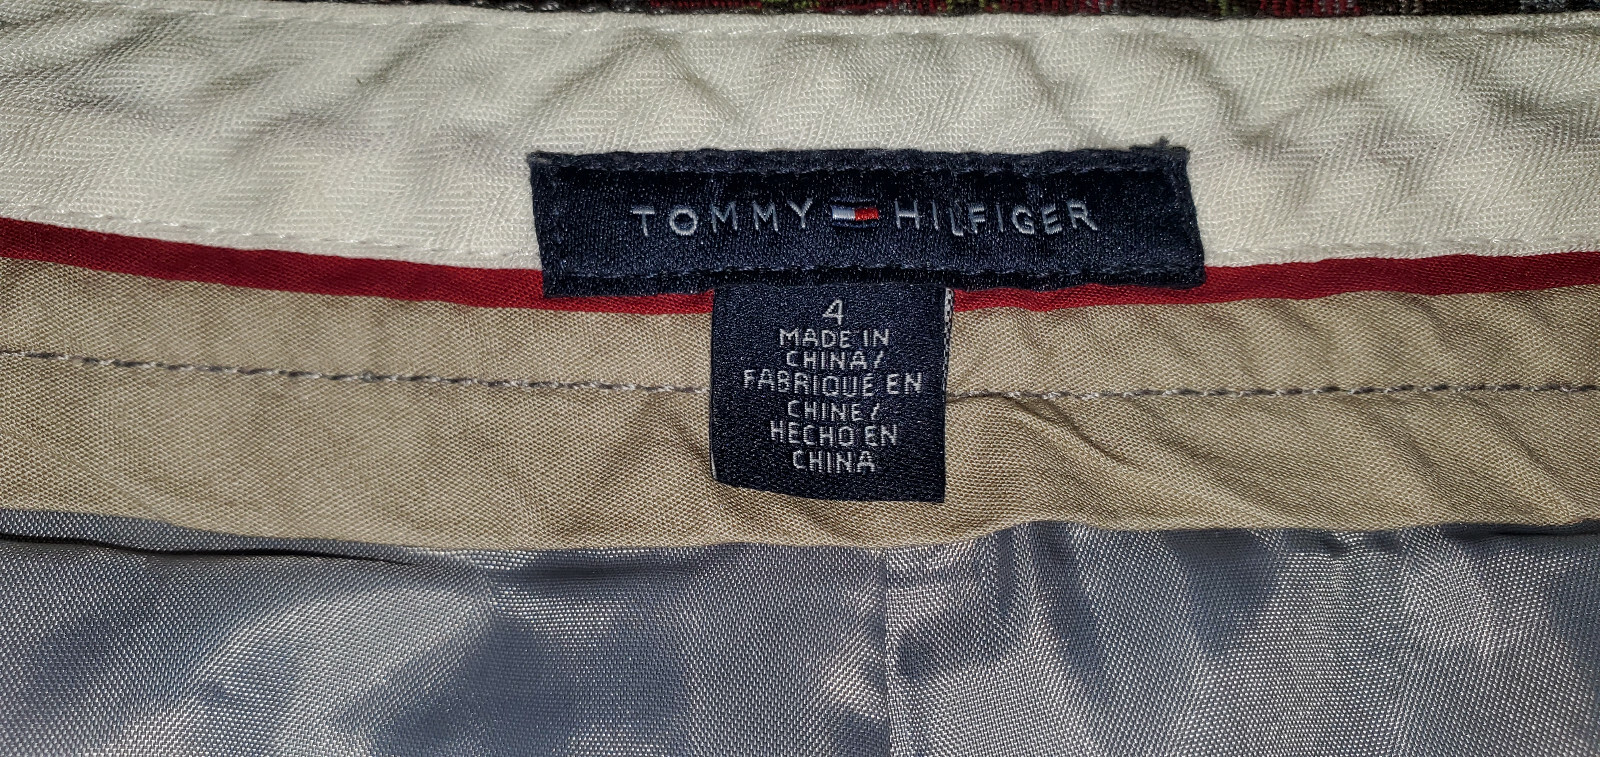 TOMMY HILFIGER
4
MADE IN
CHINA/
FABRIQUÉ EN
CHINE/
HECHO EN
CHINA